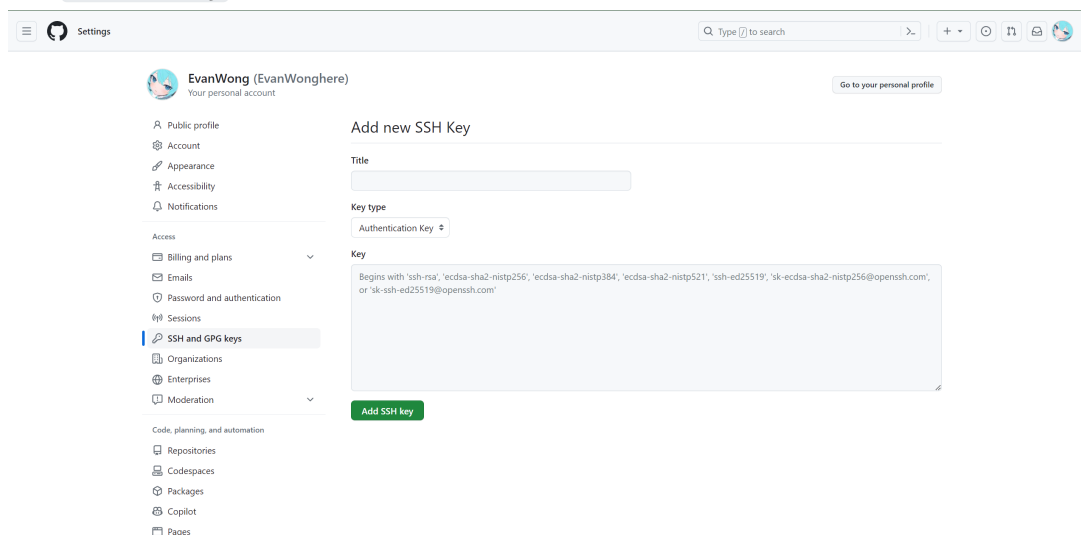 Settings
Type / to search
EvanWong (EvanWonghere)
Your personal account
Go to your personal profile
Public profile
Account
Appearance
Accessibility
Notifications
Access
Billing and plans
Emails
Password and authentication
Sessions
SSH and GPG keys
Organizations
Enterprises
Moderation
Code, planning, and automation
Repositories
Codespaces
Packages
Copilot
Pages
Add new SSH Key
Title
Key type
Authentication Key
Key
Begins with 'ssh-rsa', 'ecdsa-sha2-nistp256', 'ecdsa-sha2-nistp384', 'ecdsa-sha2-nistp521', 'ssh-ed25519', 'sk-ecdsa-sha2-nistp256@openssh.com',
or 'sk-ssh-ed25519@openssh.com'
Add SSH key